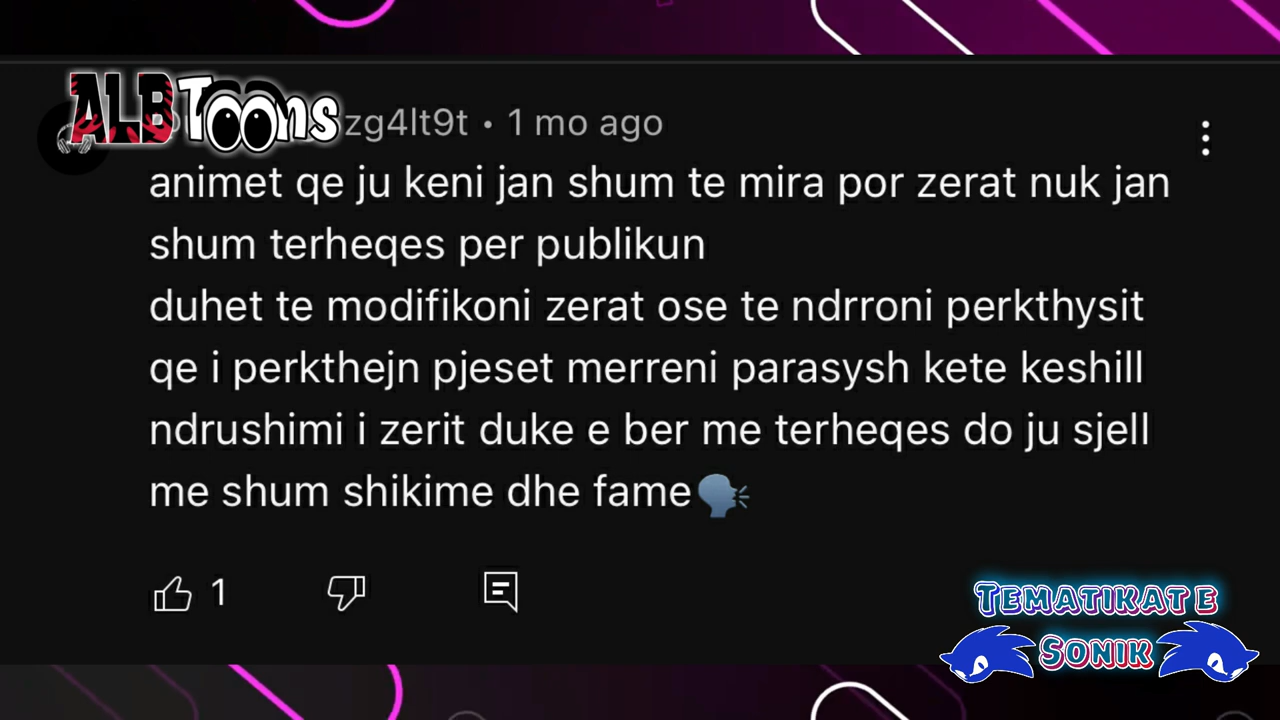 ALBToons
zg4lt9t • 1 mo ago
animet qe ju keni jan shum te mira por zerat nuk jan
shum terheqes per publikun
duhet te modifikoni zerat ose te ndrroni perkthysit
qe i perkthejn pjeset merreni parasysh kete keshill
ndrushimi i zerit duke e ber me terheqes do ju sjell
me shum shikime dhe fame🗣️
1
TEMATIKAT E
SONIK